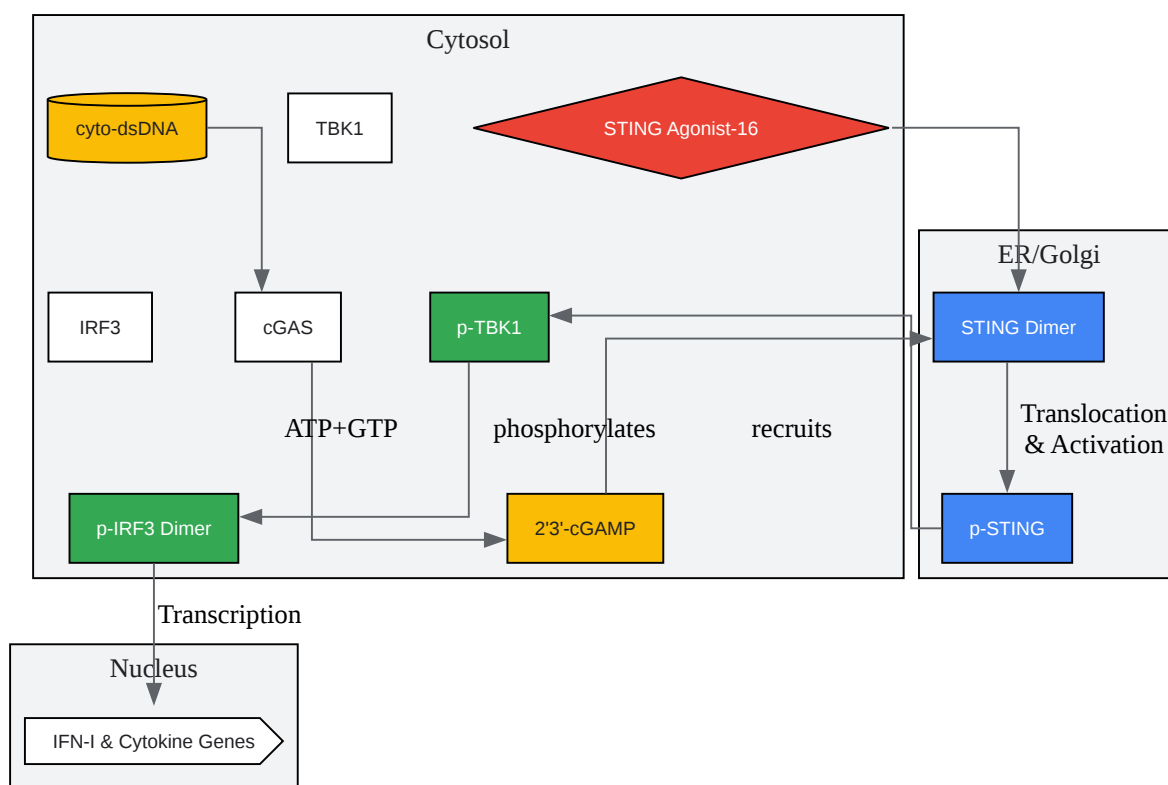 Cytosol
cyto-dsDNA
TBK1
STING Agonist-16
ER/Golgi
IRF3
cGAS
p-TBK1
STING Dimer
ATP+GTP
phosphorylates
recruits
Translocation
& Activation
p-IRF3 Dimer
2'3'-cGAMP
p-STING
Transcription
Nucleus
IFN-I & Cytokine Genes